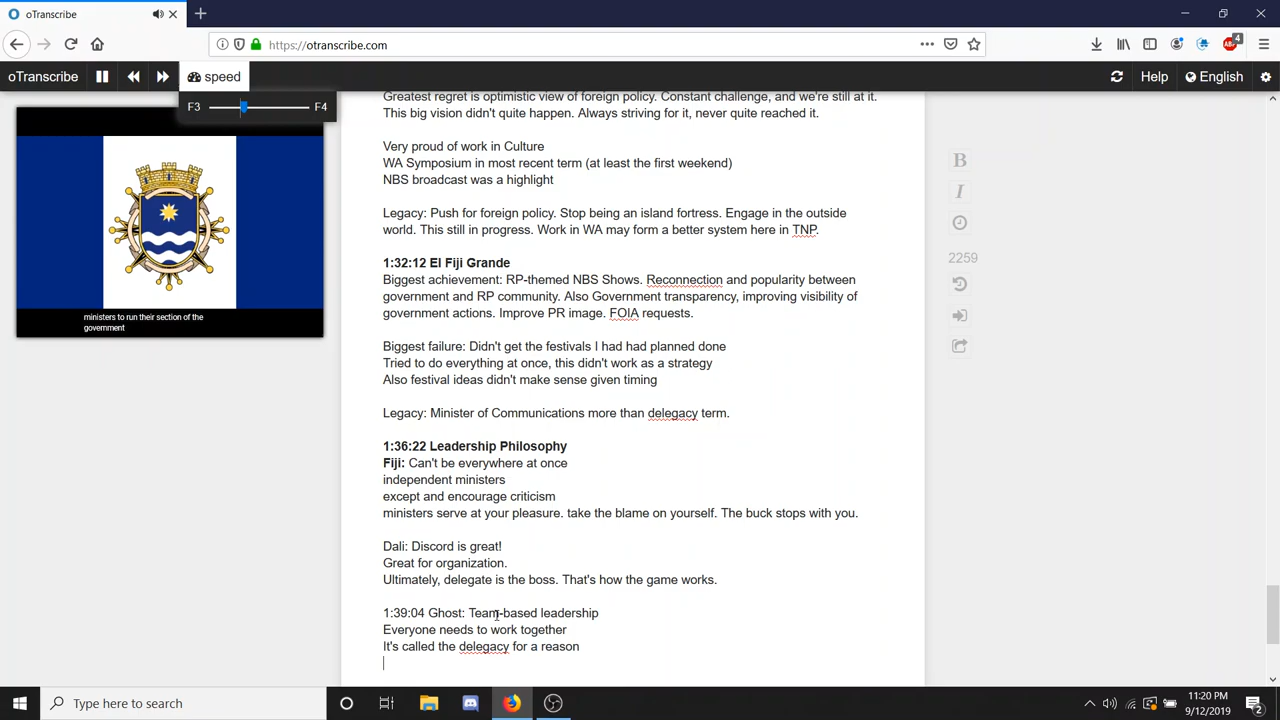 oTranscribe
https://otranscribe.com
4
oTranscribe
speed
Help
English
F3
F4
ministers to run their section of the
government
Greatest regret is optimistic view of foreign policy. Constant challenge, and we're still at it.
This big vision didn't quite happen. Always striving for it, never quite reached it.
Very proud of work in Culture
WA Symposium in most recent term (at least the first weekend)
NBS broadcast was a highlight
Legacy: Push for foreign policy. Stop being an island fortress. Engage in the outside
world. This still in progress. Work in WA may form a better system here in TNP.
1:32:12 El Fiji Grande
Biggest achievement: RP-themed NBS Shows. Reconnection and popularity between
government and RP community. Also Government transparency, improving visibility of
government actions. Improve PR image. FOIA requests.
Biggest failure: Didn't get the festivals I had had planned done
Tried to do everything at once, this didn't work as a strategy
Also festival ideas didn't make sense given timing
Legacy: Minister of Communications more than delegacy term.
1:36:22 Leadership Philosophy
Fiji: Can't be everywhere at once
independent ministers
except and encourage criticism
ministers serve at your pleasure. take the blame on yourself. The buck stops with you.
Dali: Discord is great!
Great for organization.
Ultimately, delegate is the boss. That's how the game works.
1:39:04 Ghost: Team-based leadership
Everyone needs to work together
It's called the delegacy for a reason
B
I
2259
Type here to search
11:20 PM
9/12/2019
2